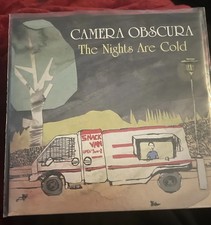 CAMERA OBSCURA
The Nights Are Cold
SNACK
VAN